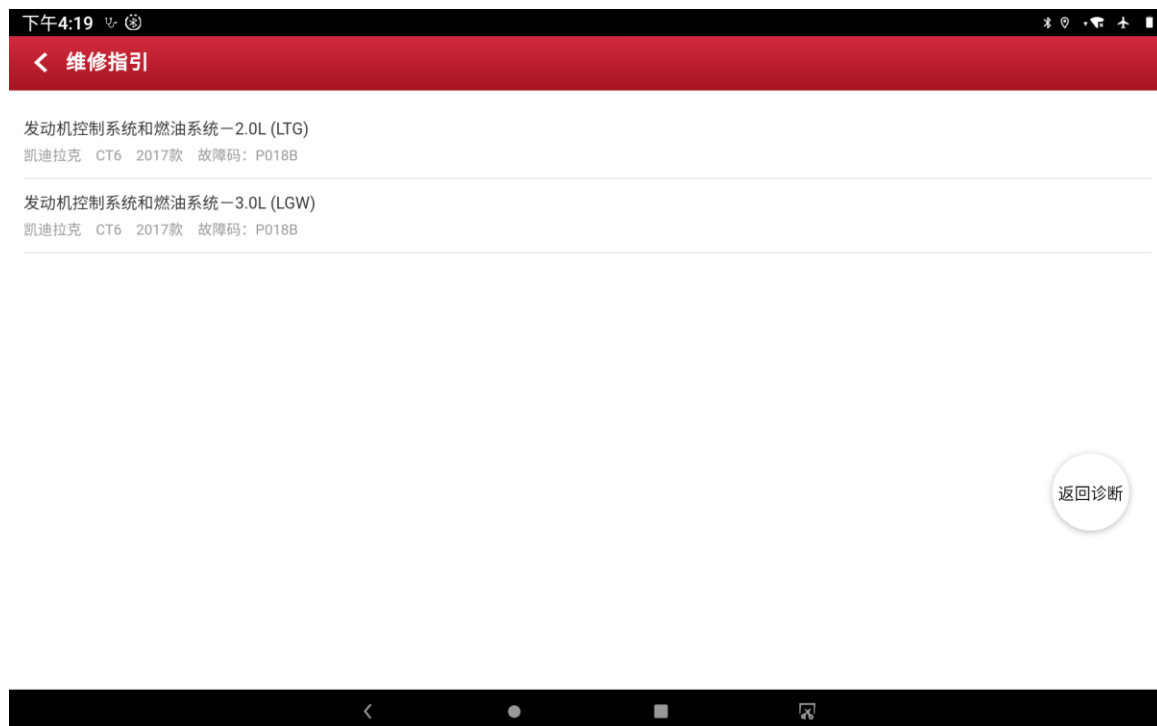 下午4:19
维修指引
发动机控制系统和燃油系统－2.0L (LTG)
凯迪拉克 CT6 2017款 故障码：P018B
发动机控制系统和燃油系统－3.0L (LGW)
凯迪拉克 CT6 2017款 故障码：P018B
返回诊断